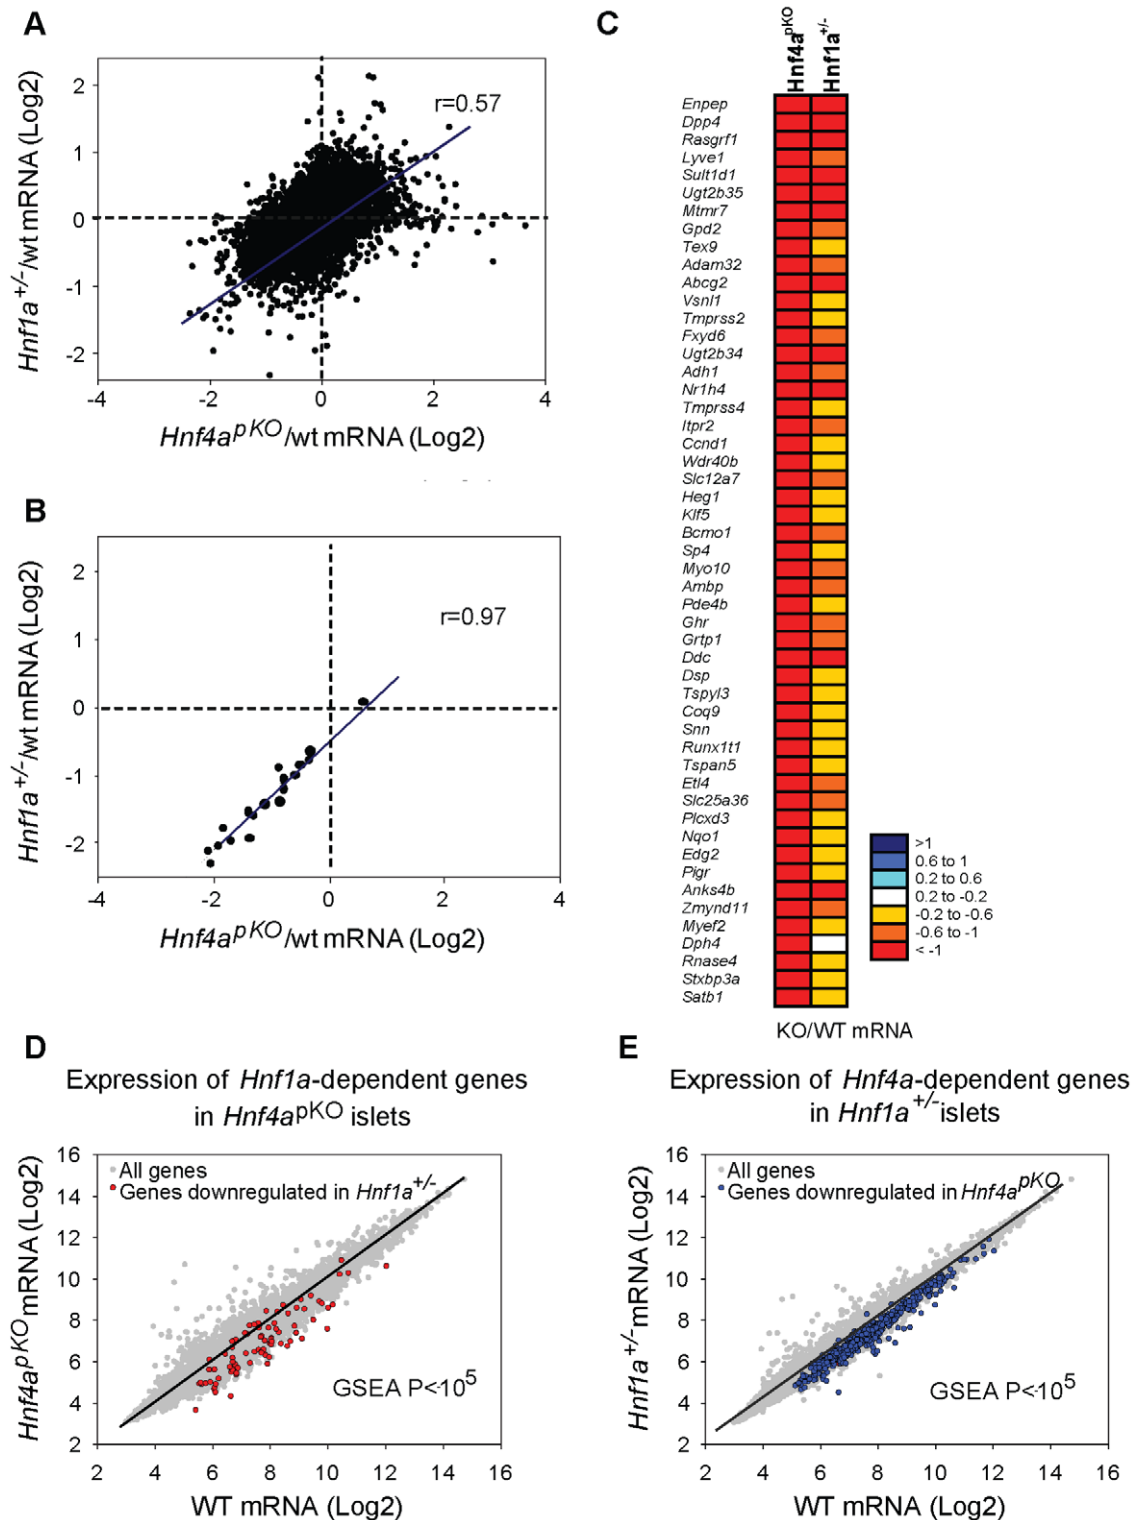 A
Hnf1a+/-/wt mRNA (Log2)
2
1
0
-1
-2
r=0.57
-4
-2
0
2
4
Hnf4apKO/wt mRNA (Log2)
B
Hnf1a+/-/wt mRNA (Log2)
2
1
0
-1
-2
r=0.97
-4
-2
0
2
4
Hnf4apKO/wt mRNA (Log2)
C
Hnf4apKO
Hnf1a+/-
Enpep
Dpp4
Rasgrf1
Lyve1
Sult1d1
Ugt2b35
Mtmr7
Gpd2
Tex9
Adam32
Abcg2
Vsnl1
Tmprss2
Fxyd6
Ugt2b34
Adh1
Nr1h4
Tmprss4
Itpr2
Ccnd1
Wdr40b
Slc12a7
Heg1
Klf5
Bcmo1
Sp4
Myo10
Ambp
Pde4b
Ghr
Grtp1
Ddc
Dsp
Tspyl3
Coq9
Snn
Runx1t1
Tspan5
Etl4
Slc25a36
Plcxd3
Nqo1
Edg2
Pigr
Anks4b
Zmynd11
Myef2
Dph4
Rnase4
Stxbp3a
Satb1
>1
0.6 to 1
0.2 to 0.6
0.2 to -0.2
-0.2 to -0.6
-0.6 to -1
< -1
KO/WT mRNA
D
Expression of Hnf1a-dependent genes
in Hnf4apKO islets
Hnf4apKO mRNA (Log2)
16
14
12
10
8
6
4
2
All genes
Genes downregulated in Hnf1a+/-
GSEA P<105
2
4
6
8
10
12
14
16
WT mRNA (Log2)
E
Expression of Hnf4a-dependent genes
in Hnf1a+/- islets
Hnf1a+/- mRNA (Log2)
16
14
12
10
8
6
4
2
All genes
Genes downregulated in Hnf4apKO
GSEA P<105
2
4
6
8
10
12
14
16
WT mRNA (Log2)